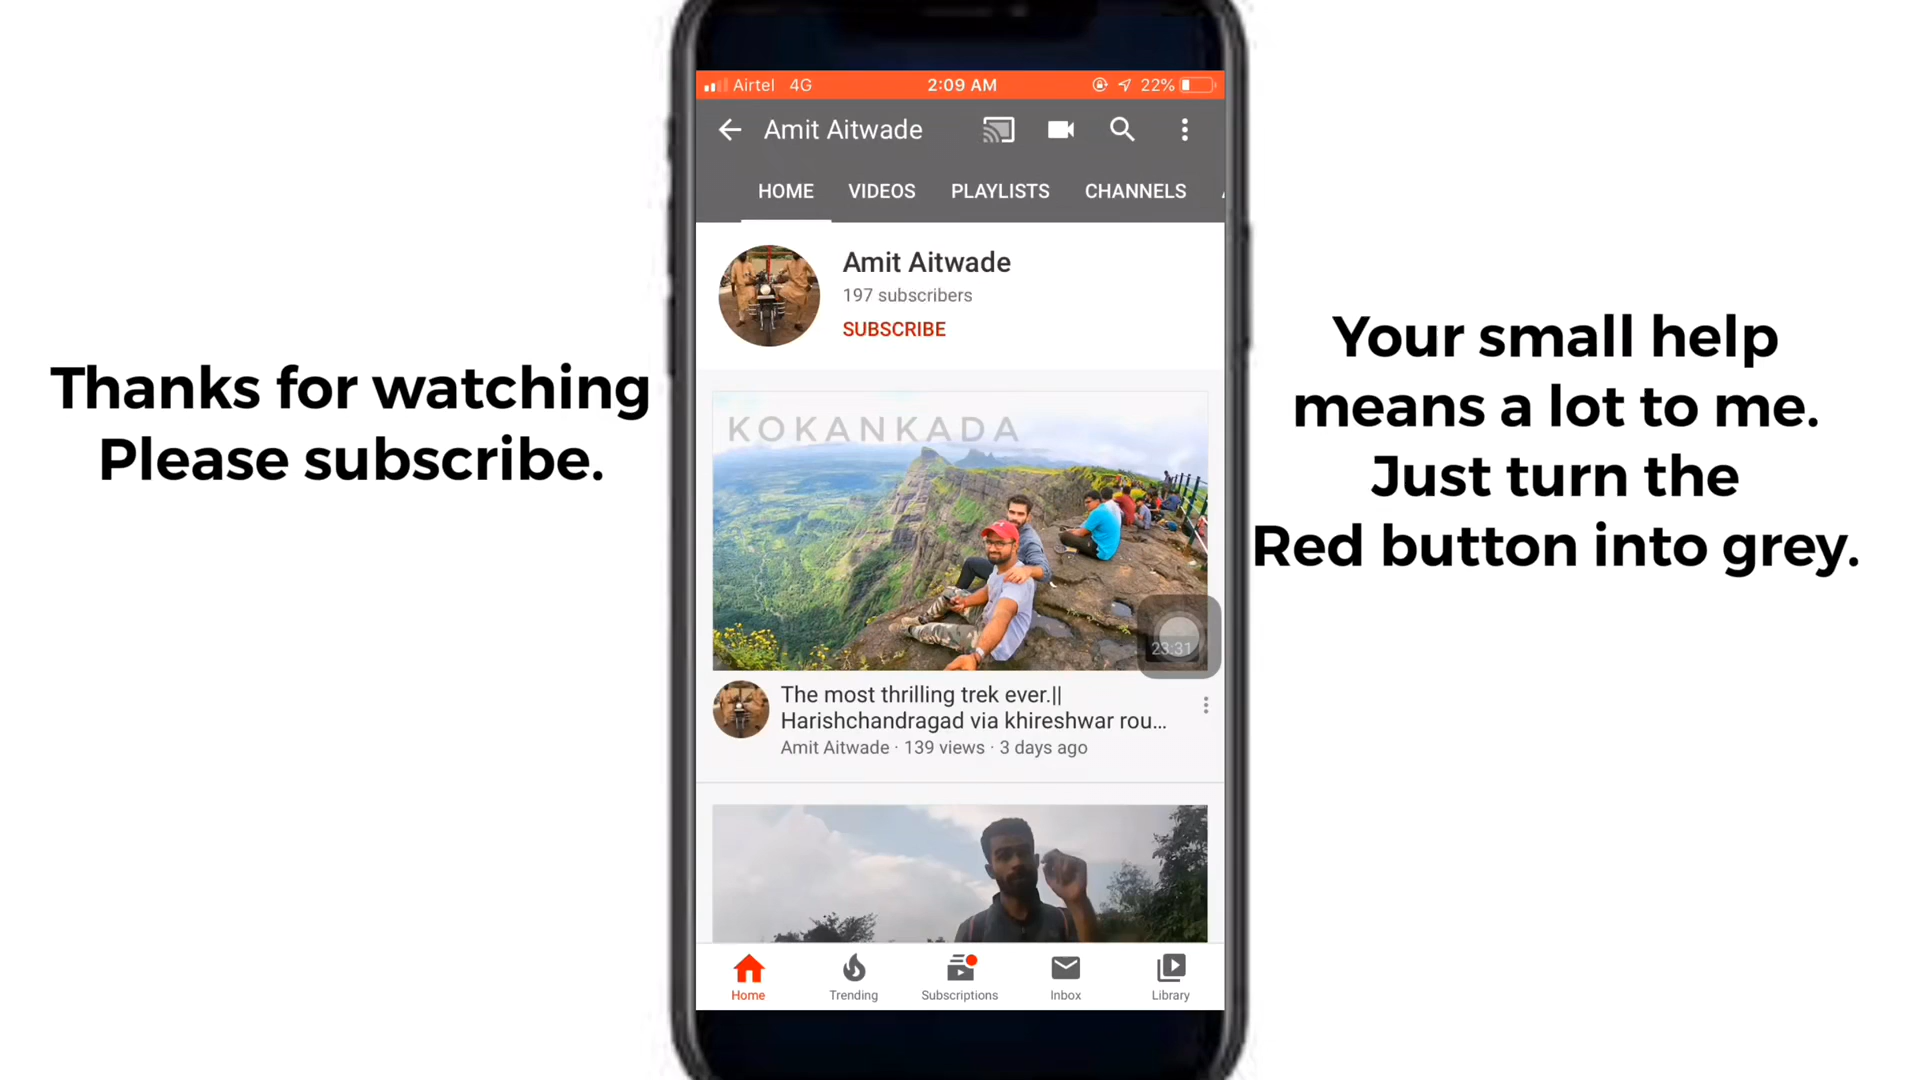 Airtel 4G 2:09 AM 22%
Amit Aitwade
HOME VIDEOS PLAYLISTS CHANNELS
Amit Aitwade
197 subscribers
SUBSCRIBE
Thanks for watching
Please subscribe.
Your small help
means a lot to me.
Just turn the
Red button into grey.
KOKANKADA
23:31
The most thrilling trek ever.||
Harishchandragad via khireshwar rou...
Amit Aitwade · 139 views · 3 days ago
Home Trending Subscriptions Inbox Library